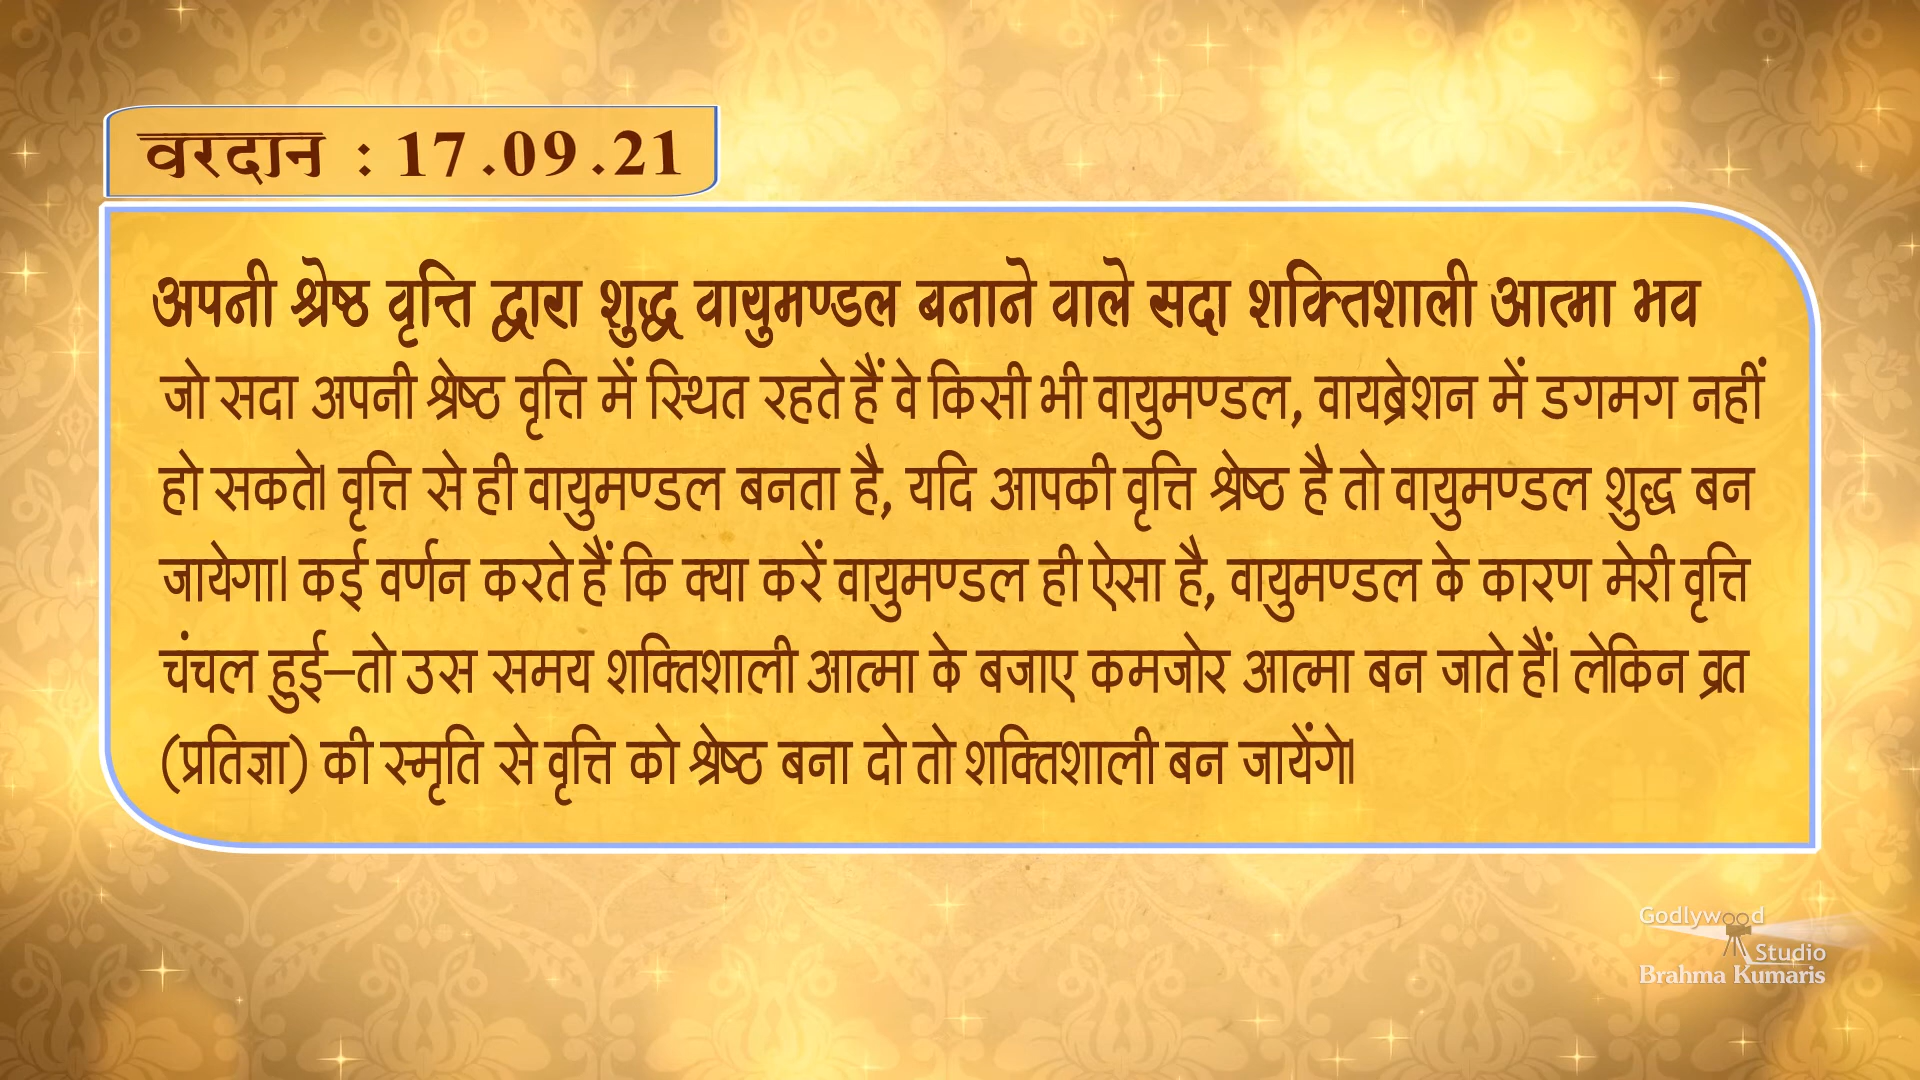 वरदान : 17.09.21
अपनी श्रेष्ठ वृत्ति द्वारा शुद्ध वायुमण्डल बनाने वाले सदा शक्तिशाली आत्मा भव
जो सदा अपनी श्रेष्ठ वृत्ति में स्थित रहते हैं वे किसी भी वायुमण्डल, वायब्रेशन में डगमग नहीं
हो सकते। वृत्ति से ही वायुमण्डल बनता है, यदि आपकी वृत्ति श्रेष्ठ है तो वायुमण्डल शुद्ध बन
जायेगा। कई वर्णन करते हैं कि क्या करें वायुमण्डल ही ऐसा है, वायुमण्डल के कारण मेरी वृत्ति
चंचल हुई–तो उस समय शक्तिशाली आत्मा के बजाए कमजोर आत्मा बन जाते हैं। लेकिन व्रत
(प्रतिज्ञा) की स्मृति से वृत्ति को श्रेष्ठ बना दो तो शक्तिशाली बन जायेंगे।
Godlywood
Studio
Brahma Kumaris